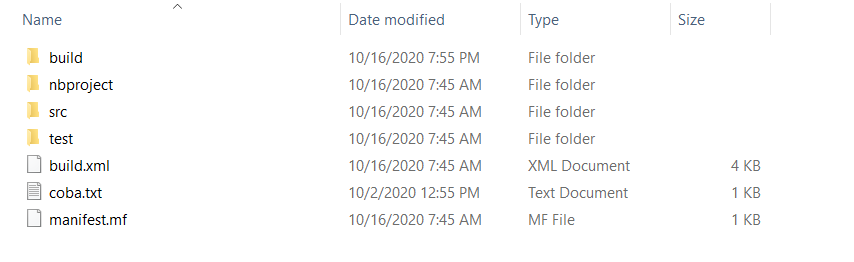 Name Date modified Type Size
build 10/16/2020 7:55 PM File folder
nbproject 10/16/2020 7:45 AM File folder
src 10/16/2020 7:45 AM File folder
test 10/16/2020 7:45 AM File folder
build.xml 10/16/2020 7:45 AM XML Document 4 KB
coba.txt 10/2/2020 12:55 PM Text Document 1 KB
manifest.mf 10/16/2020 7:45 AM MF File 1 KB